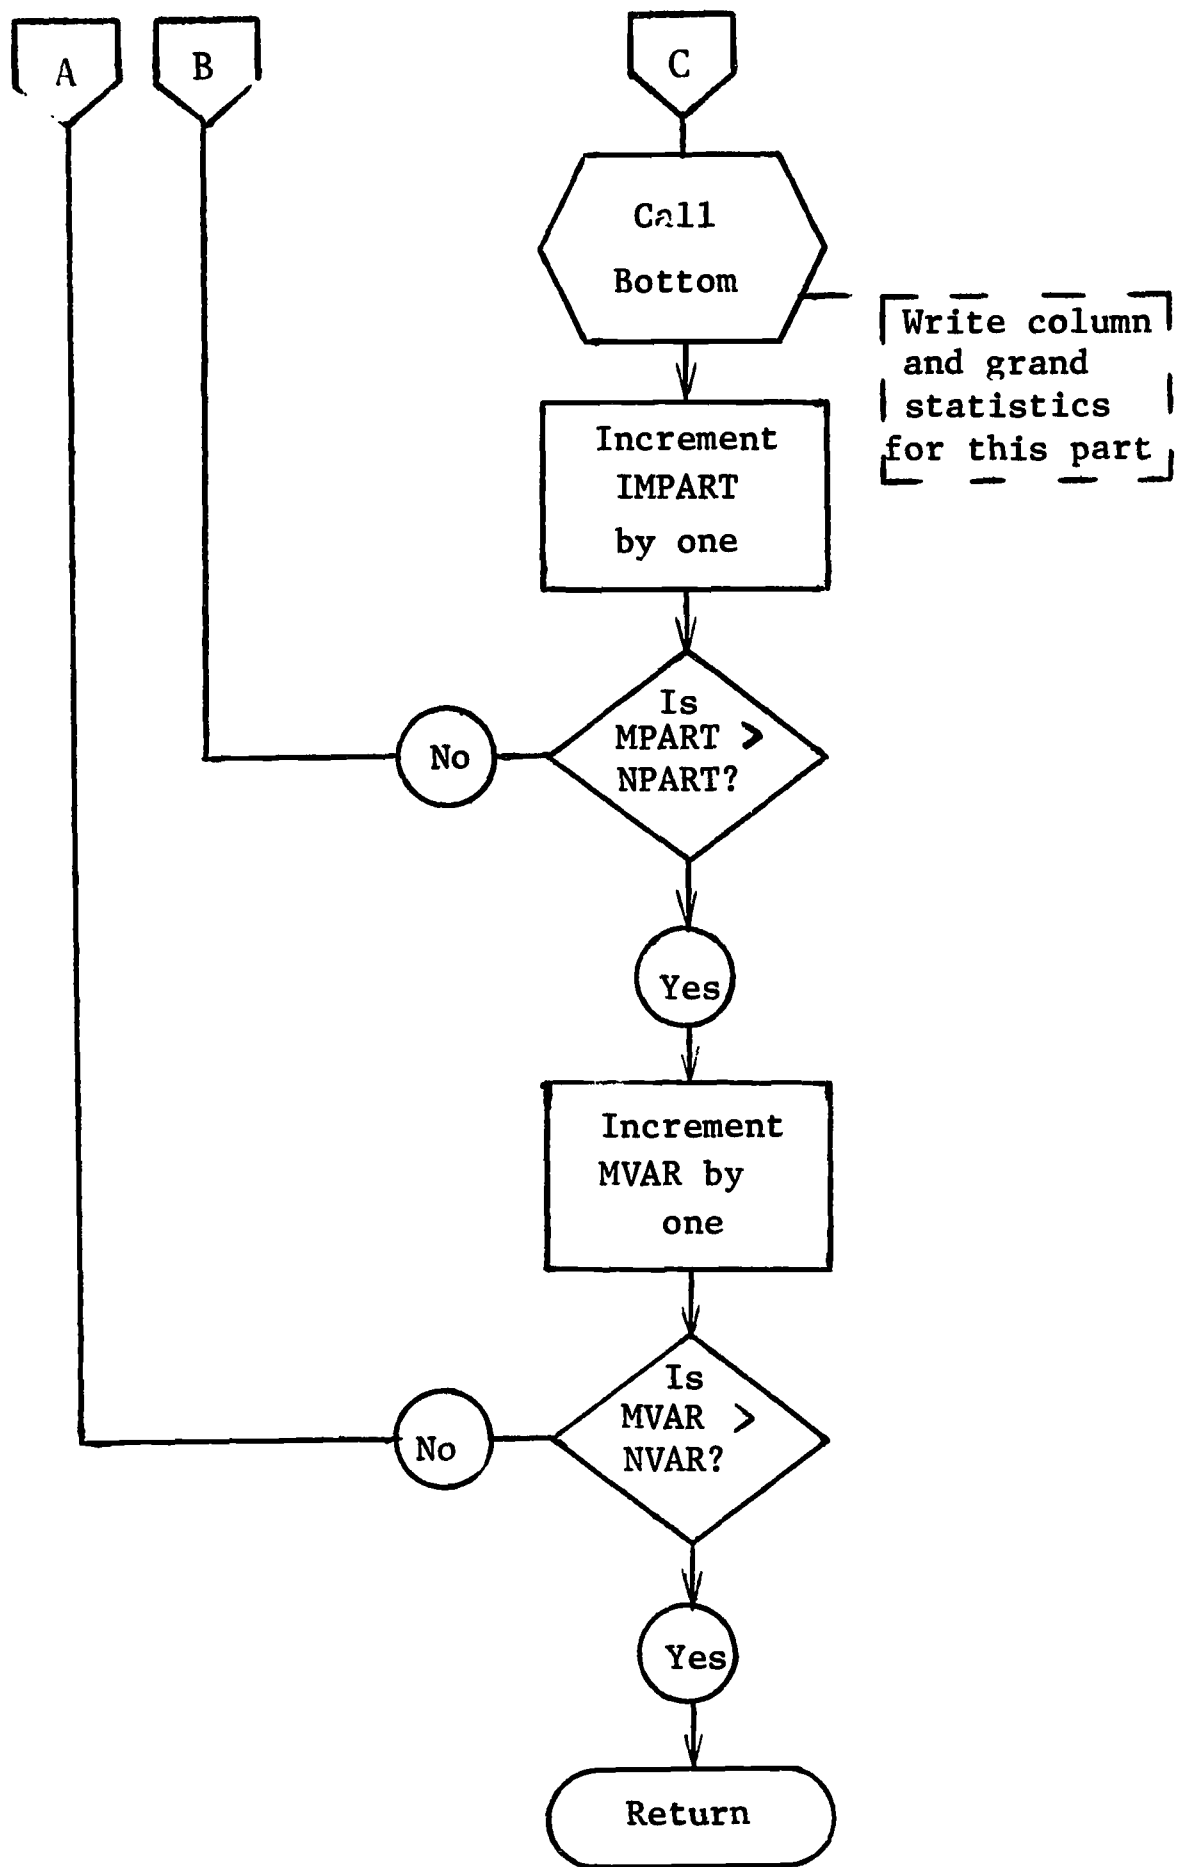 A
B
C
Call
Bottom
Write column
and grand
statistics
for this part
Increment
IMPART
by one
Is
MPART >
NPART?
No
Yes
Increment
MVAR by
one
Is
MVAR >
NVAR?
No
Yes
Return